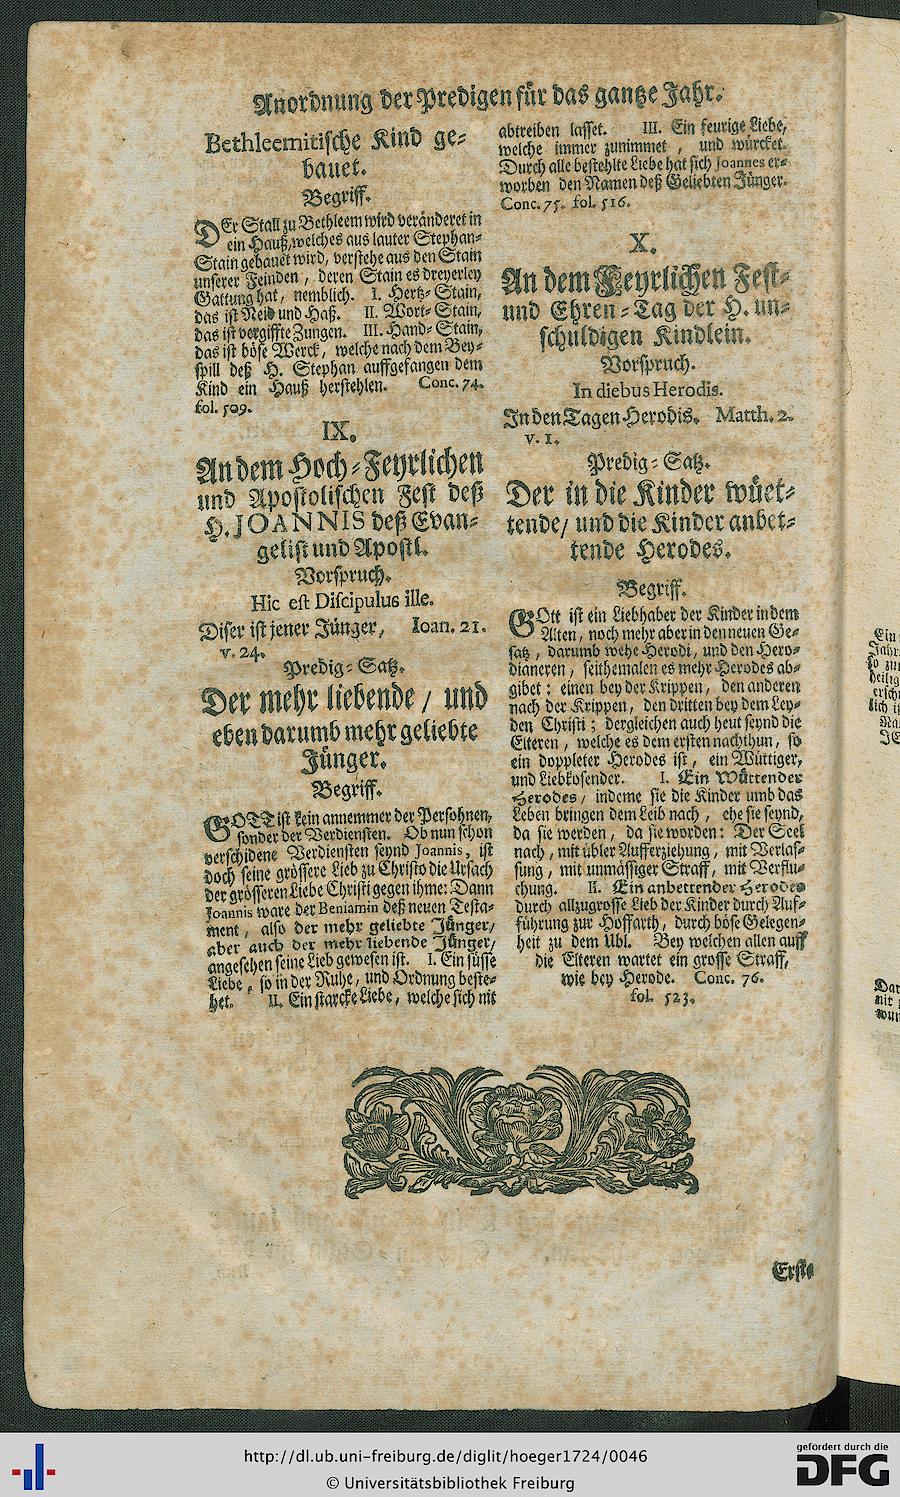 Anordnung der Predigen für das gantze Jahr.
Bethleemitische Kind ge-
bauet.
Begriff.
DEr Stall zu Bethleem wird veränderet in
ein Hauß, welches aus lauter Stephan-
Stain gebauet wird, verstehe aus den Stain
unserer Feinden, deren Stain es dreyerley
Gattung hat, nemblich. I. Hertz-Stain,
das ist Neid und Haß. II. Wort-Stain,
das ist vergiffte Zungen. III. Hand-Stain,
das ist böse Werck, welche nach dem Bey-
spill deß H. Stephan auffgefangen dem
Kind ein Hauß herstehlen. Conc. 74.
fol. 509.
IX.
An dem Hoch-Feyrlichen
und Apostolischen Fest deß
H. JOANNIS deß Evan-
gelist und Apostl.
Vorspruch.
Hic est Discipulus ille.
Diser ist jener Jünger, Ioan. 21.
v. 24.
Predig-Satz.
Der mehr liebende / und
eben darumb mehr geliebte
Jünger.
Begriff.
GOTT ist kein annemmer der Persohnen,
sonder der Verdiensten. Ob nun schon
verschidene Verdiensten seynd Joannis, ist
doch seine grössere Lieb zu Christo die Ursach
der grösseren Liebe Christi gegen ihme: Dann
Joannis ware der Beniamin deß neuen Testa-
ment, also der mehr geliebte Jünger/
aber auch der mehr liebende Jünger/
angesehen seine Lieb gewesen ist. I. Ein süsse
Liebe, so in der Ruhe, und Ordnung beste-
het. II. Ein starcke Liebe, welche sich nit
abtreiben lasset. III. Ein feurige Liebe,
welche immer zunimmet, und würcket.
Durch alle bestehlte Liebe hat sich Joannes er-
worben den Namen deß Geliebten Jünger.
Conc. 75. fol. 516.
X.
An dem Feyrlichen Fest-
und Ehren-Tag der H. un-
schuldigen Kindlein.
Vorspruch.
In diebus Herodis.
In den Tagen Herodis. Matth. 2.
v. 1.
Predig-Satz.
Der in die Kinder wüet-
tende / und die Kinder anbet-
tende Herodes.
Begriff.
GOtt ist ein Liebhaber der Kinder in dem
Alten, noch mehr aber in den neuen Ge-
satz, darumb wehe Herodi, und den Hero-
dianeren, seithemalen es mehr Herodes ab-
gibet: einen bey der Krippen, den anderen
nach der Krippen, den dritten bey dem Ley-
den Christi; dergleichen auch heut seynd die
Elteren, welche es dem ersten nachthun, so
ein doppleter Herodes ist, ein Wüttiger,
und Liebkosender. I. Ein Wüttender
Herodes / indeme sie die Kinder umb das
Leben bringen dem Leib nach, ehe sie seynd,
da sie werden, da sie worden: Der Seel
nach, mit übler Aufferziehung, mit Verlas-
sung, mit unmässiger Straff, mit Verflu-
chung. II. Ein anbettender Herodes
durch allzugrosse Lieb der Kinder durch Auf-
führung zur Hoffarth, durch böse Gelegen-
heit zu dem Ubl. Bey welchen allen auff
die Elteren wartet ein grosse Straff,
wie bey Herode. Conc. 76.
fol. 523.
Erste
http://dl.ub.uni-freiburg.de/diglit/hoeger1724/0046
© Universitätsbibliothek Freiburg
gefördert durch die
DFG